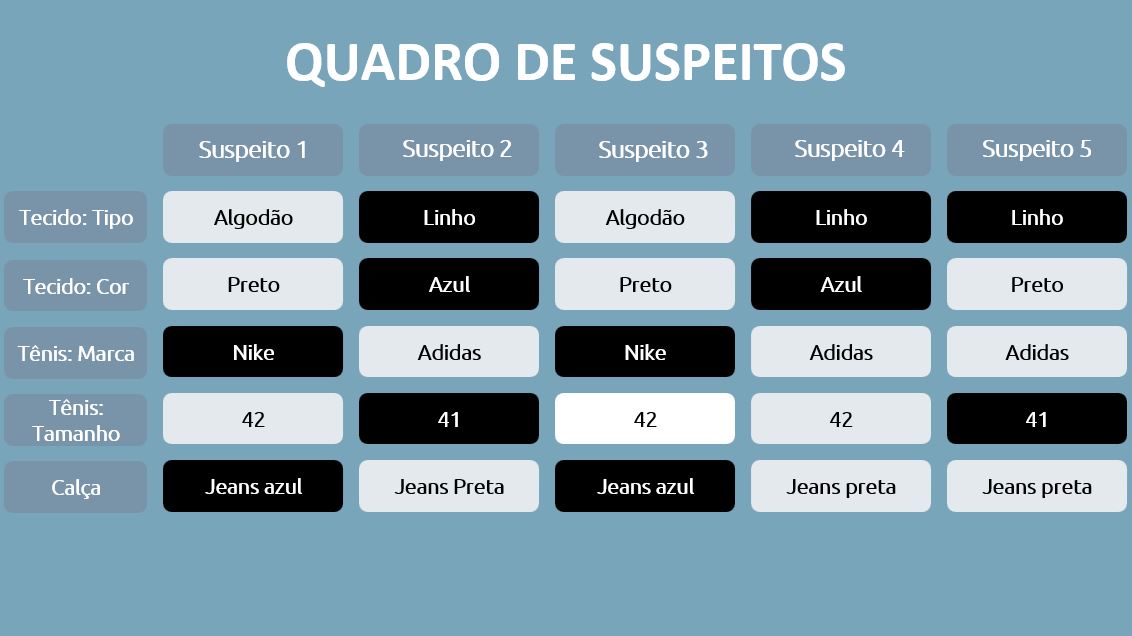 QUADRO DE SUSPEITOS
Suspeito 1 Suspeito 2 Suspeito 3 Suspeito 4 Suspeito 5
Tecido: Tipo Algodão Linho Algodão Linho Linho
Tecido: Cor Preto Azul Preto Azul Preto
Tênis: Marca Nike Adidas Nike Adidas Adidas
Tênis:
Tamanho 42 41 42 42 41
Calça Jeans azul Jeans Preta Jeans azul Jeans preta Jeans preta